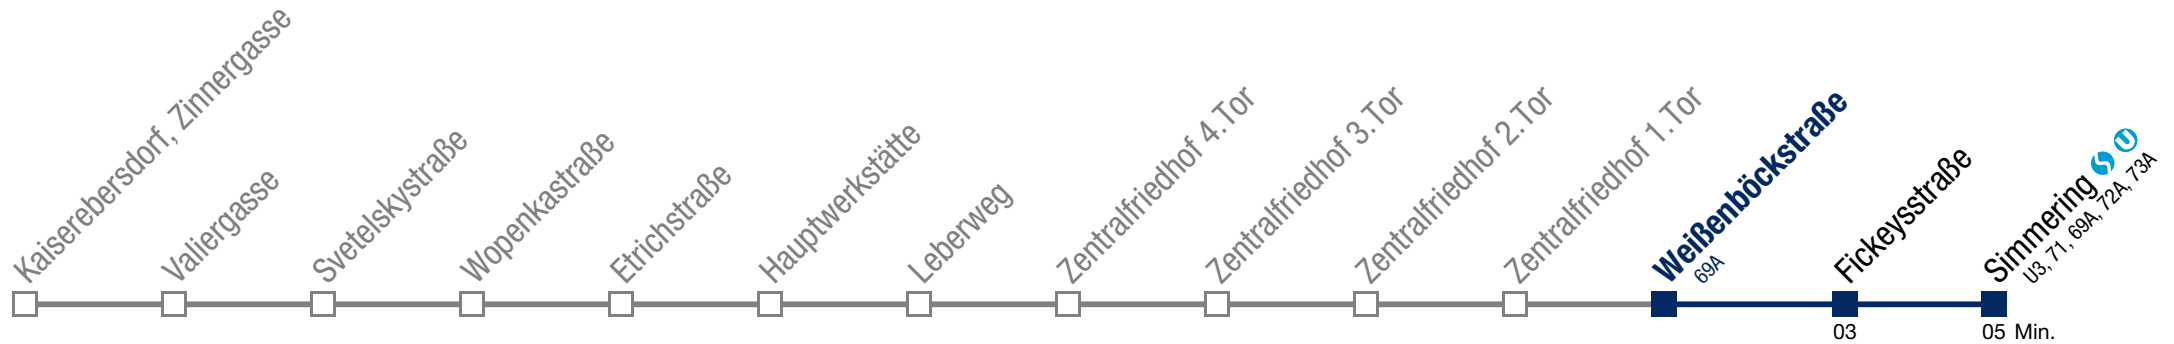 Kaiserebersdorf, Zinnergasse
Valiergasse
Svetelskystraße
Wopenkastraße
Etrichstraße
Hauptwerkstätte
Leberweg
Zentralfriedhof 4.Tor
Zentralfriedhof 3.Tor
Zentralfriedhof 2.Tor
Zentralfriedhof 1.Tor
Weißenböckstraße
69A
Fickeysstraße
Simmering S U
U3, 71, 69A, 72A, 73A
03
05 Min.